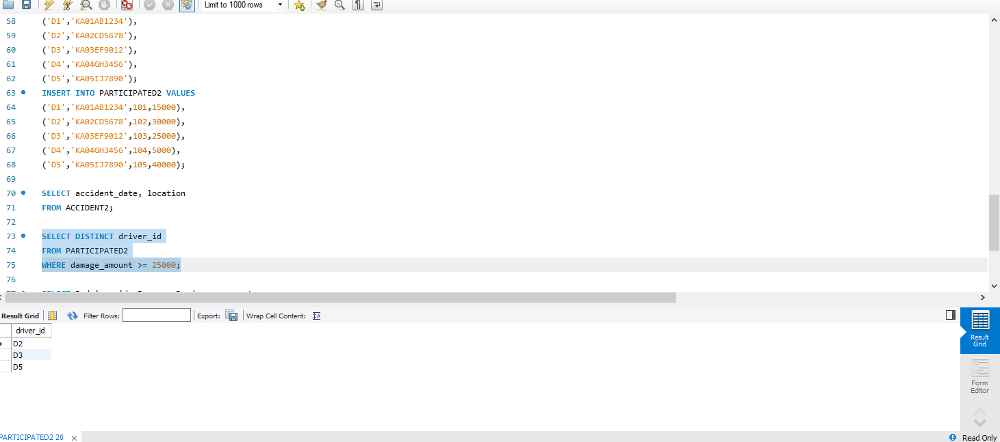 Limit to 1000 rows
58 ('D1','KA01AB1234'),
59 ('D2','KA02CD5678'),
60 ('D3','KA03EF9012'),
61 ('D4','KA04GH3456'),
62 ('D5','KA05IJ7890');
63 INSERT INTO PARTICIPATED2 VALUES
64 ('D1','KA01AB1234',101,15000),
65 ('D2','KA02CD5678',102,30000),
66 ('D3','KA03EF9012',103,25000),
67 ('D4','KA04GH3456',104,5000),
68 ('D5','KA05IJ7890',105,40000);
69
70 SELECT accident_date, location
71 FROM ACCIDENT2;
72
73 SELECT DISTINCT driver_id
74 FROM PARTICIPATED2
75 WHERE damage_amount >= 25000;
76
Result Grid Filter Rows: Export: Wrap Cell Content:
driver_id
D2
D3
D5
Result
Grid
Form
Editor
PARTICIPATED2 20
Read Only